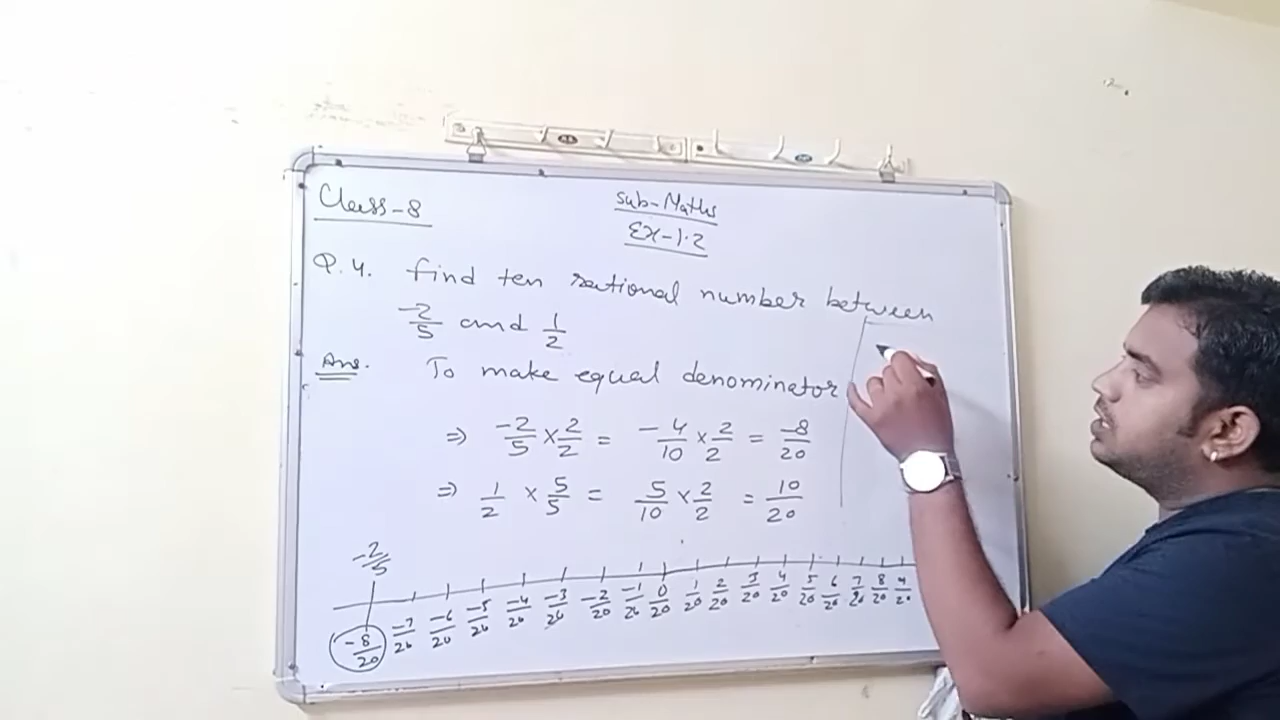 Class-8
Sub-Maths
Ex-1.2
Q.4. find ten rational number between
-2/5 and 1/2
Ans. To make equal denominator
⇒ -2/5 × 2/2 = -4/10 × 2/2 = -8/20
⇒ 1/2 × 5/5 = 5/10 × 2/2 = 10/20
-2/5
-8/20 -7/20 -6/20 -5/20 -4/20 -3/20 -2/20 -1/20 0/20 1/20 2/20 3/20 4/20 5/20 6/20 7/20 8/20 9/20